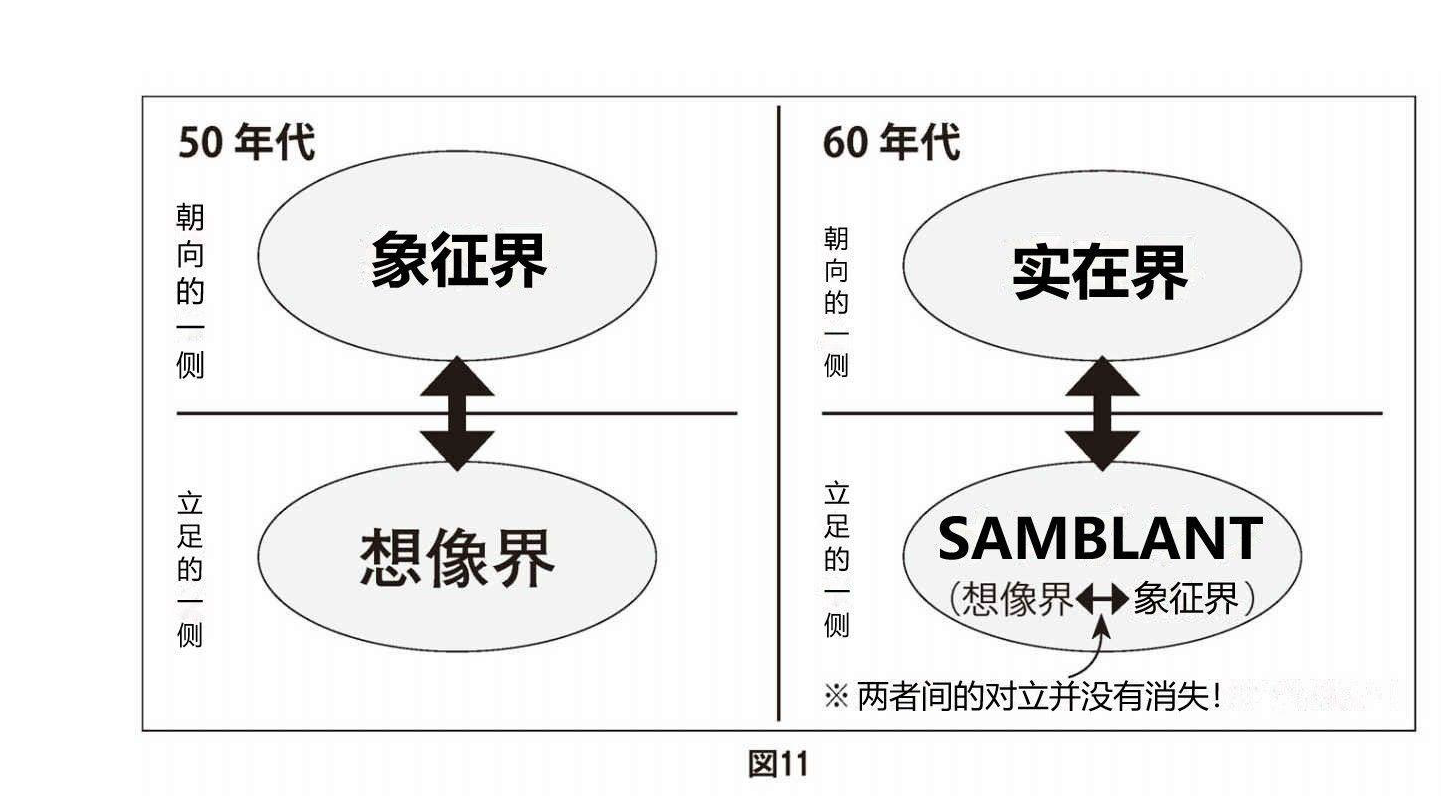 50 年代
朝向的一侧
象征界
立足的一侧
想像界
60 年代
朝向的一侧
实在界
立足的一侧
SAMBLANT
（想像界↔象征界）
※ 两者间的对立并没有消失！
図11